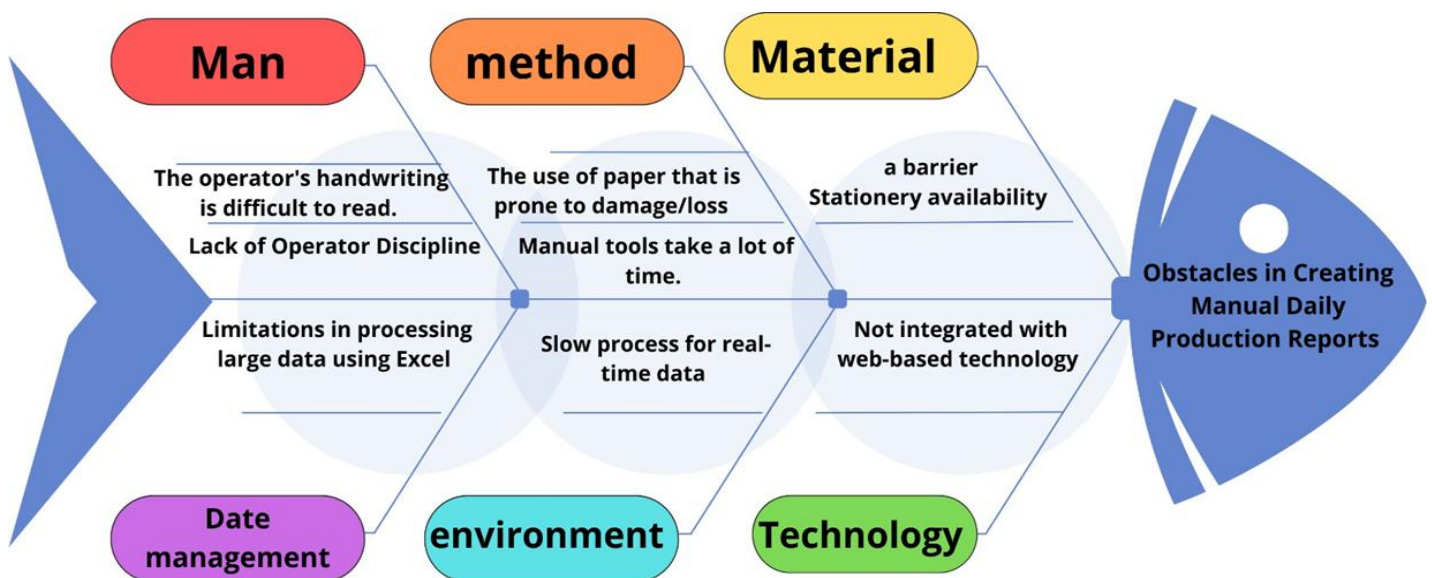 Man
method
Material
The operator's handwriting
is difficult to read.
Lack of Operator Discipline
The use of paper that is
prone to damage/loss
Manual tools take a lot of
time.
a barrier
Stationery availability
Obstacles in Creating
Manual Daily
Production Reports
Limitations in processing
large data using Excel
Slow process for real-
time data
Not integrated with
web-based technology
Date
management
environment
Technology